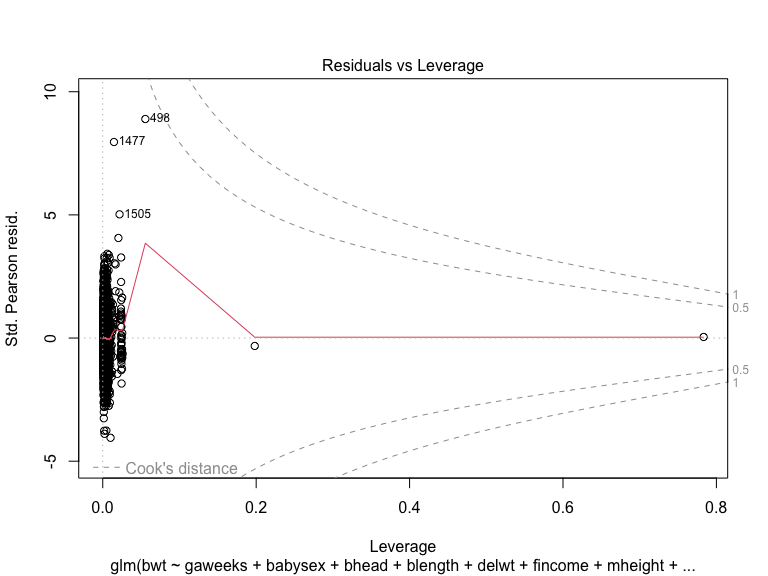 Residuals vs Leverage
Std. Pearson resid.
10
5
0
-5
498
1477
1505
1
0.5
0.5
1
Cook's distance
0.0 0.2 0.4 0.6 0.8
Leverage
glm(bwt ~ gaweeks + babysex + bhead + blength + delwt + fincome + mheight + ...